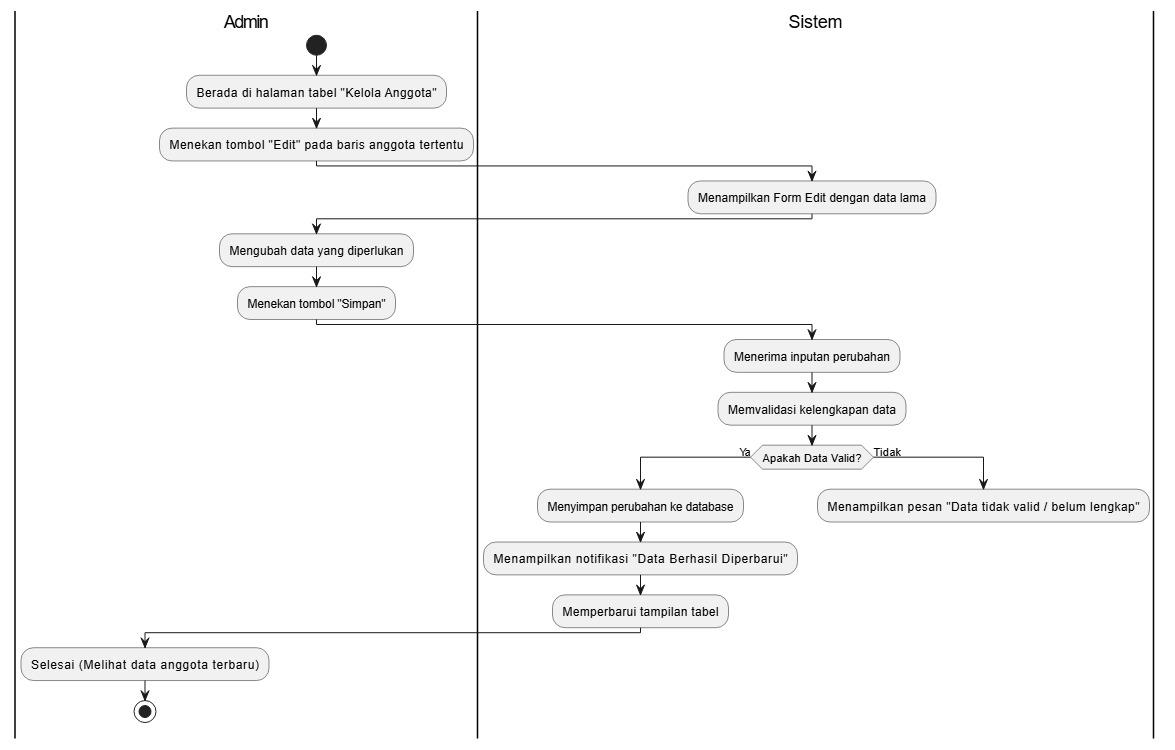 Admin
Sistem
Berada di halaman tabel "Kelola Anggota"
Menekan tombol "Edit" pada baris anggota tertentu
Menampilkan Form Edit dengan data lama
Mengubah data yang diperlukan
Menekan tombol "Simpan"
Menerima inputan perubahan
Memvalidasi kelengkapan data
Ya
Apakah Data Valid?
Tidak
Menyimpan perubahan ke database
Menampilkan pesan "Data tidak valid / belum lengkap"
Menampilkan notifikasi "Data Berhasil Diperbarui"
Memperbarui tampilan tabel
Selesai (Melihat data anggota terbaru)